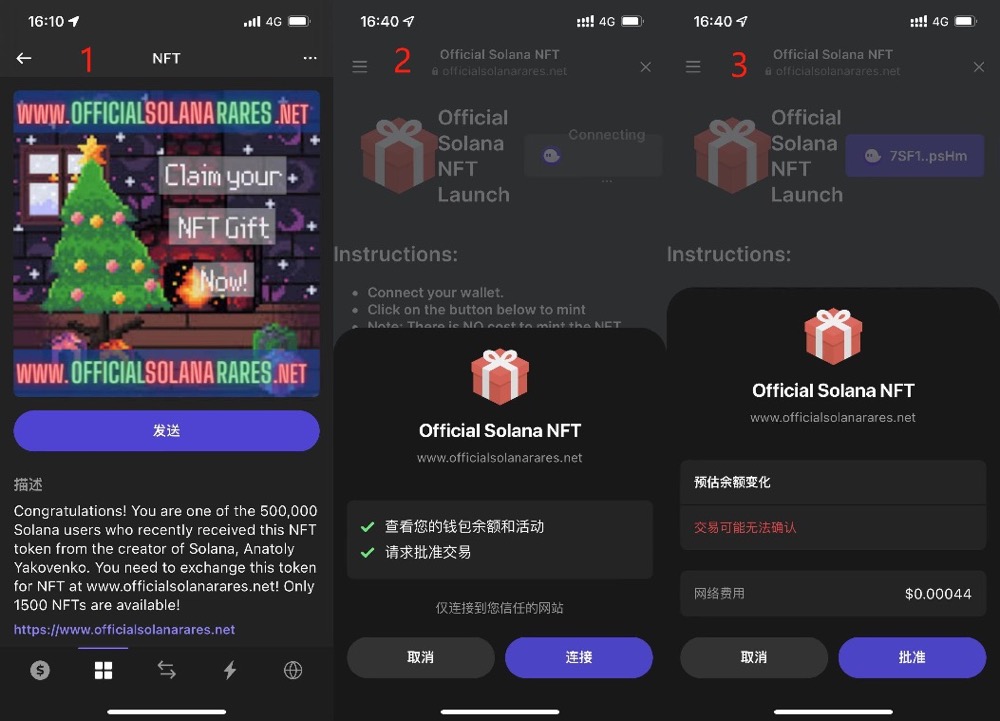 16:10
4G
1
NFT
WWW.OFFICIALSOLANARARES.NET
Claim your
NFT Gift
Now!
WWW.OFFICIALSOLANARARES.NET
发送
描述
Congratulations! You are one of the 500,000
Solana users who recently received this NFT
token from the creator of Solana, Anatoly
Yakovenko. You need to exchange this token
for NFT at www.officialsolanarares.net! Only
1500 NFTs are available!
https://www.officialsolanarares.net
16:40
4G
2
Official Solana NFT
officialsolanarares.net
Official
Solana
NFT
Launch
Connecting
...
Instructions:
• Connect your wallet.
• Click on the button below to mint
• Note: There is NO cost to mint the NFT
Official Solana NFT
www.officialsolanarares.net
查看您的钱包余额和活动
请求批准交易
仅连接到您信任的网站
取消
连接
16:40
4G
3
Official Solana NFT
officialsolanarares.net
Official
Solana
NFT
Launch
7SF1..psHm
Instructions:
Official Solana NFT
www.officialsolanarares.net
预估余额变化
交易可能无法确认
网络费用
$0.00044
取消
批准